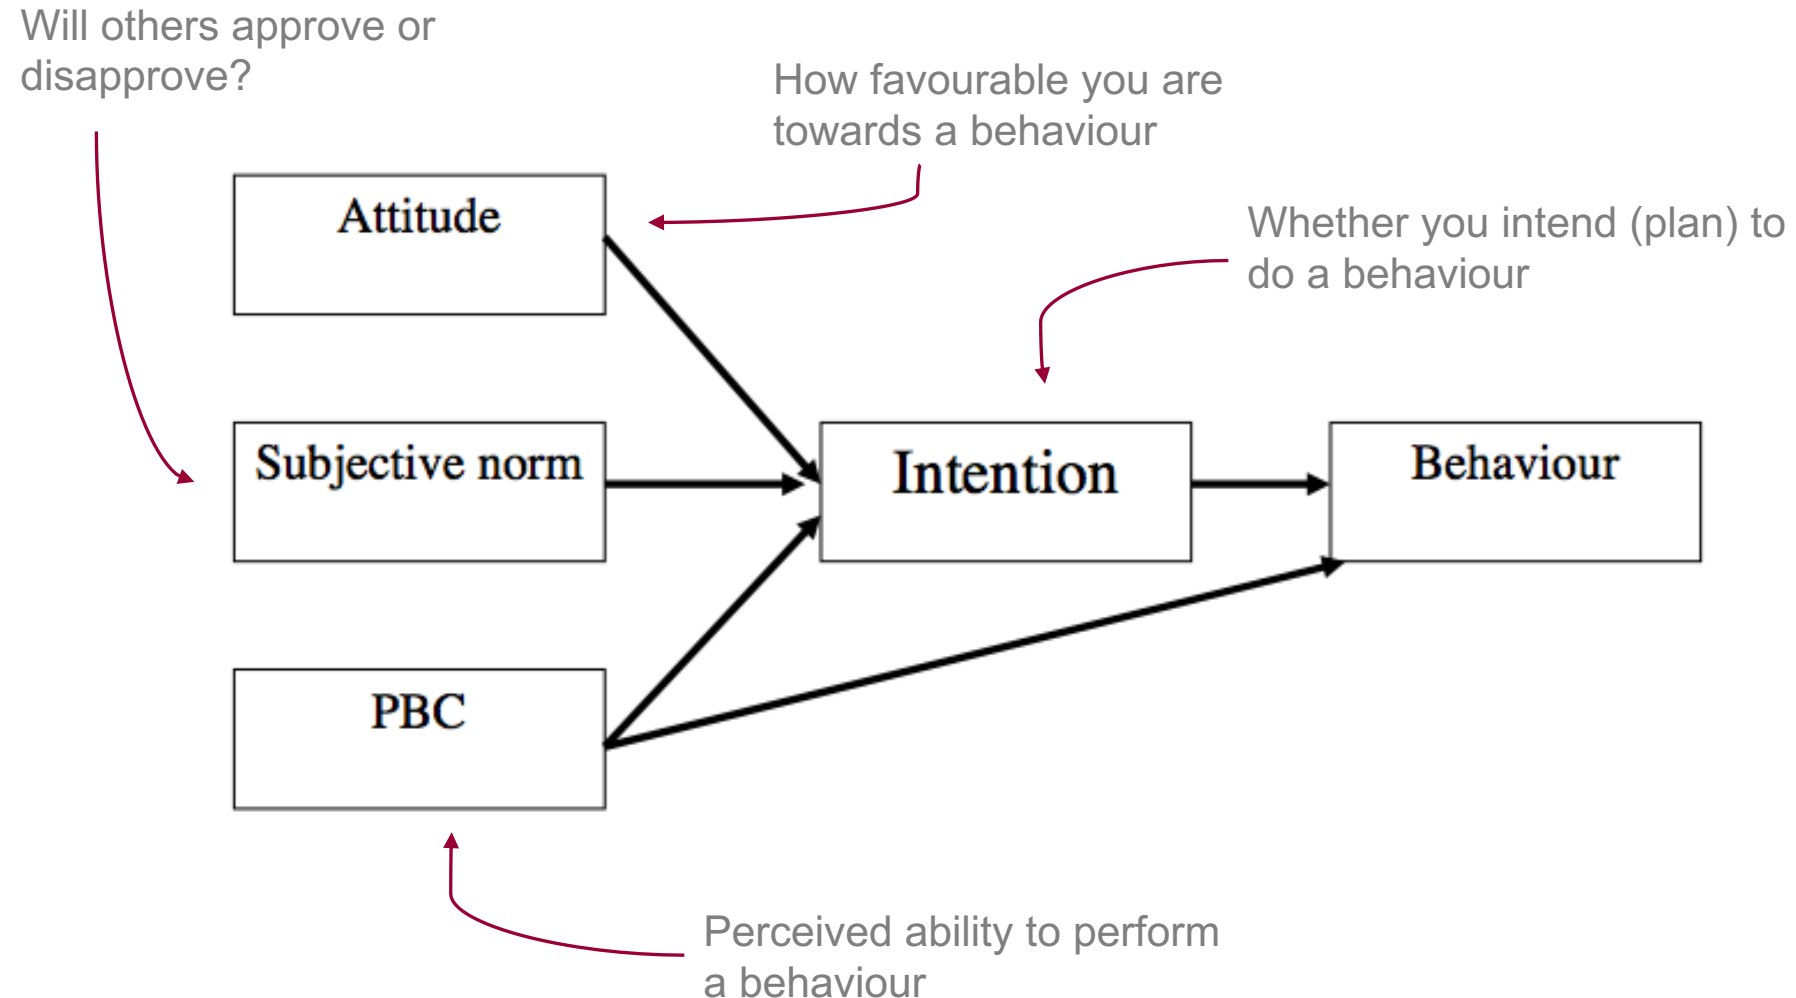 Will others approve or
disapprove?
How favourable you are
towards a behaviour
Attitude
Whether you intend (plan) to
do a behaviour
Subjective norm
Intention
Behaviour
PBC
Perceived ability to perform
a behaviour